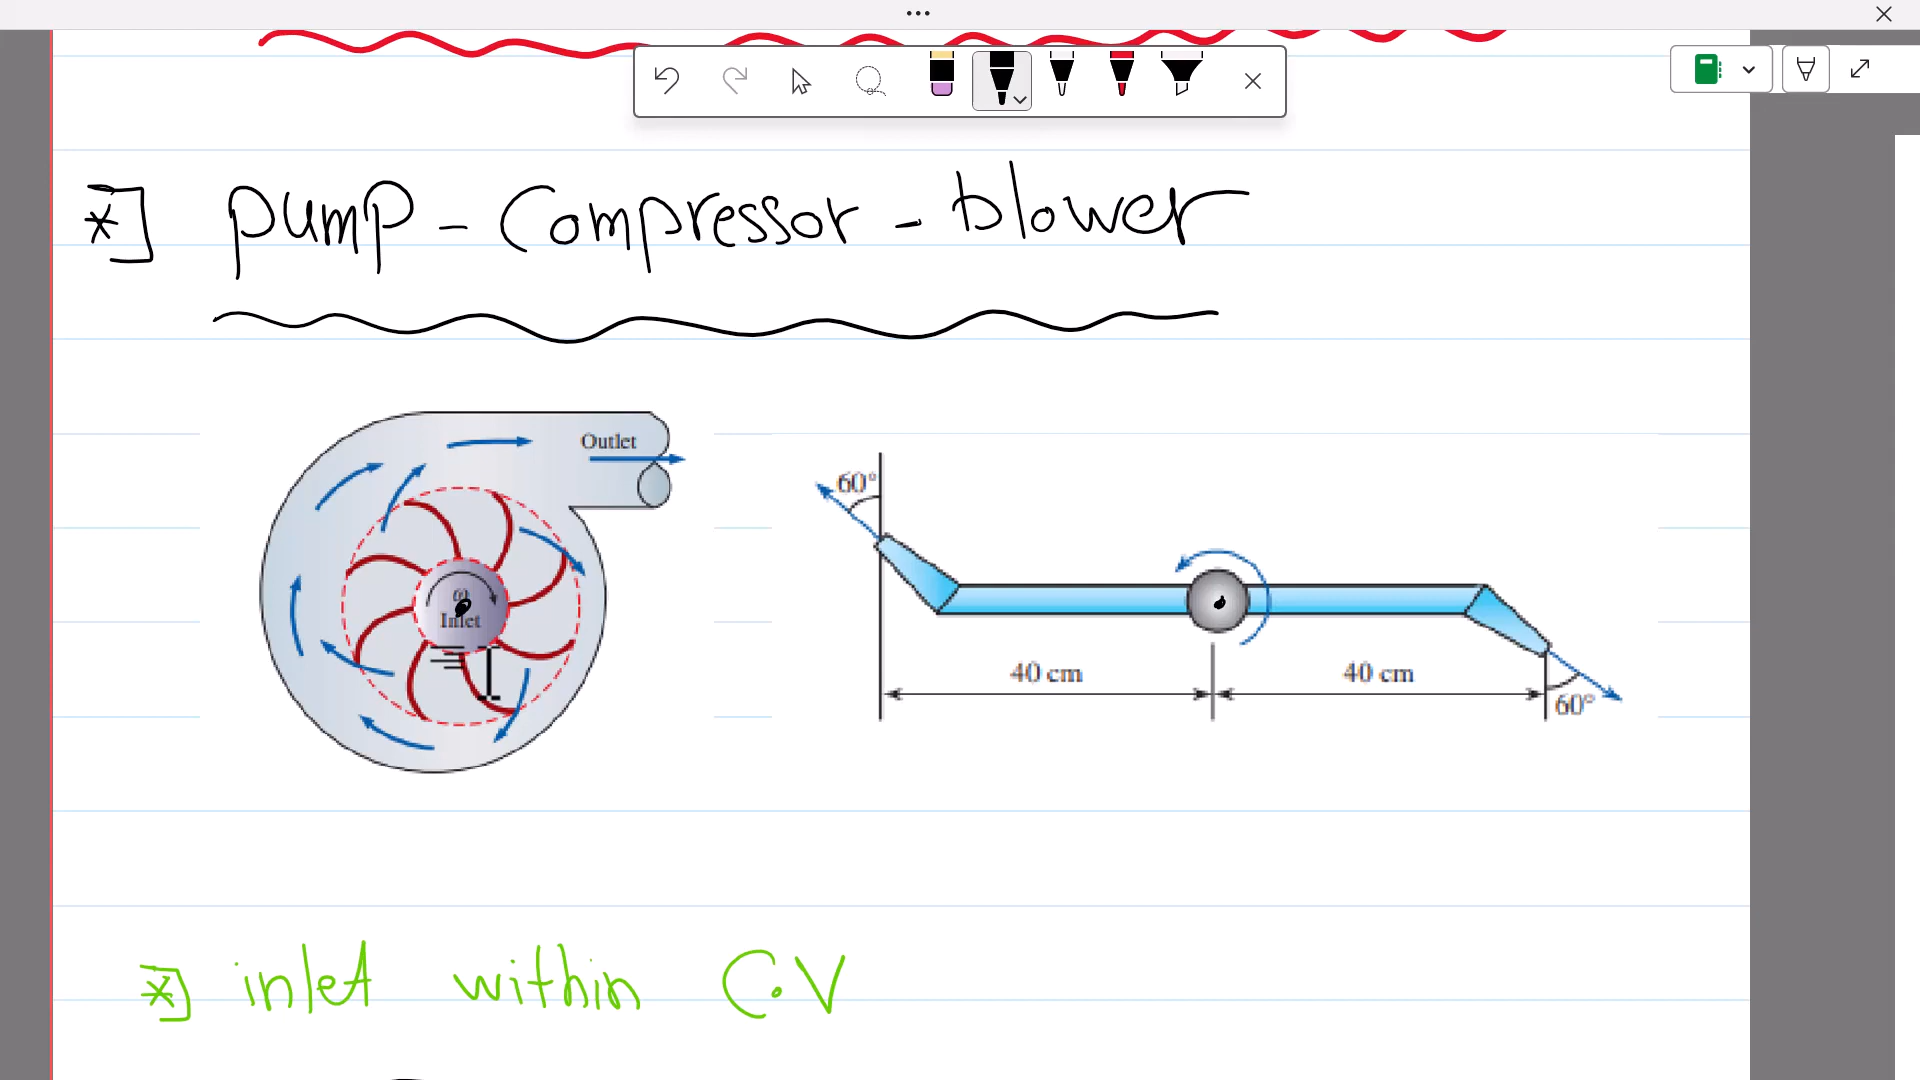 *] pump - Compressor - blower
Outlet
60°
ω
Inlet
40 cm
40 cm
60°
*] inlet within C.V